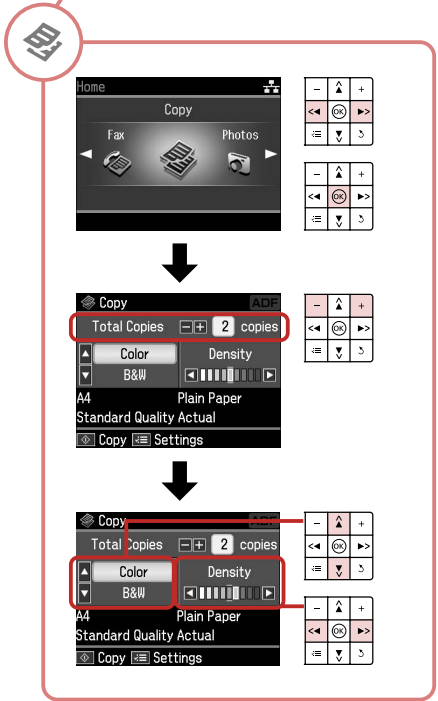 Home
Copy
Fax
Photos
- +
OK
- +
OK
Copy ADF
Total Copies - + 2 copies
Color Density
B&W
A4 Plain Paper
Standard Quality Actual
Copy Settings
- +
OK
Copy ADF
Total Copies - + 2 copies
Color Density
B&W
A4 Plain Paper
Standard Quality Actual
Copy Settings
- +
OK
- +
OK